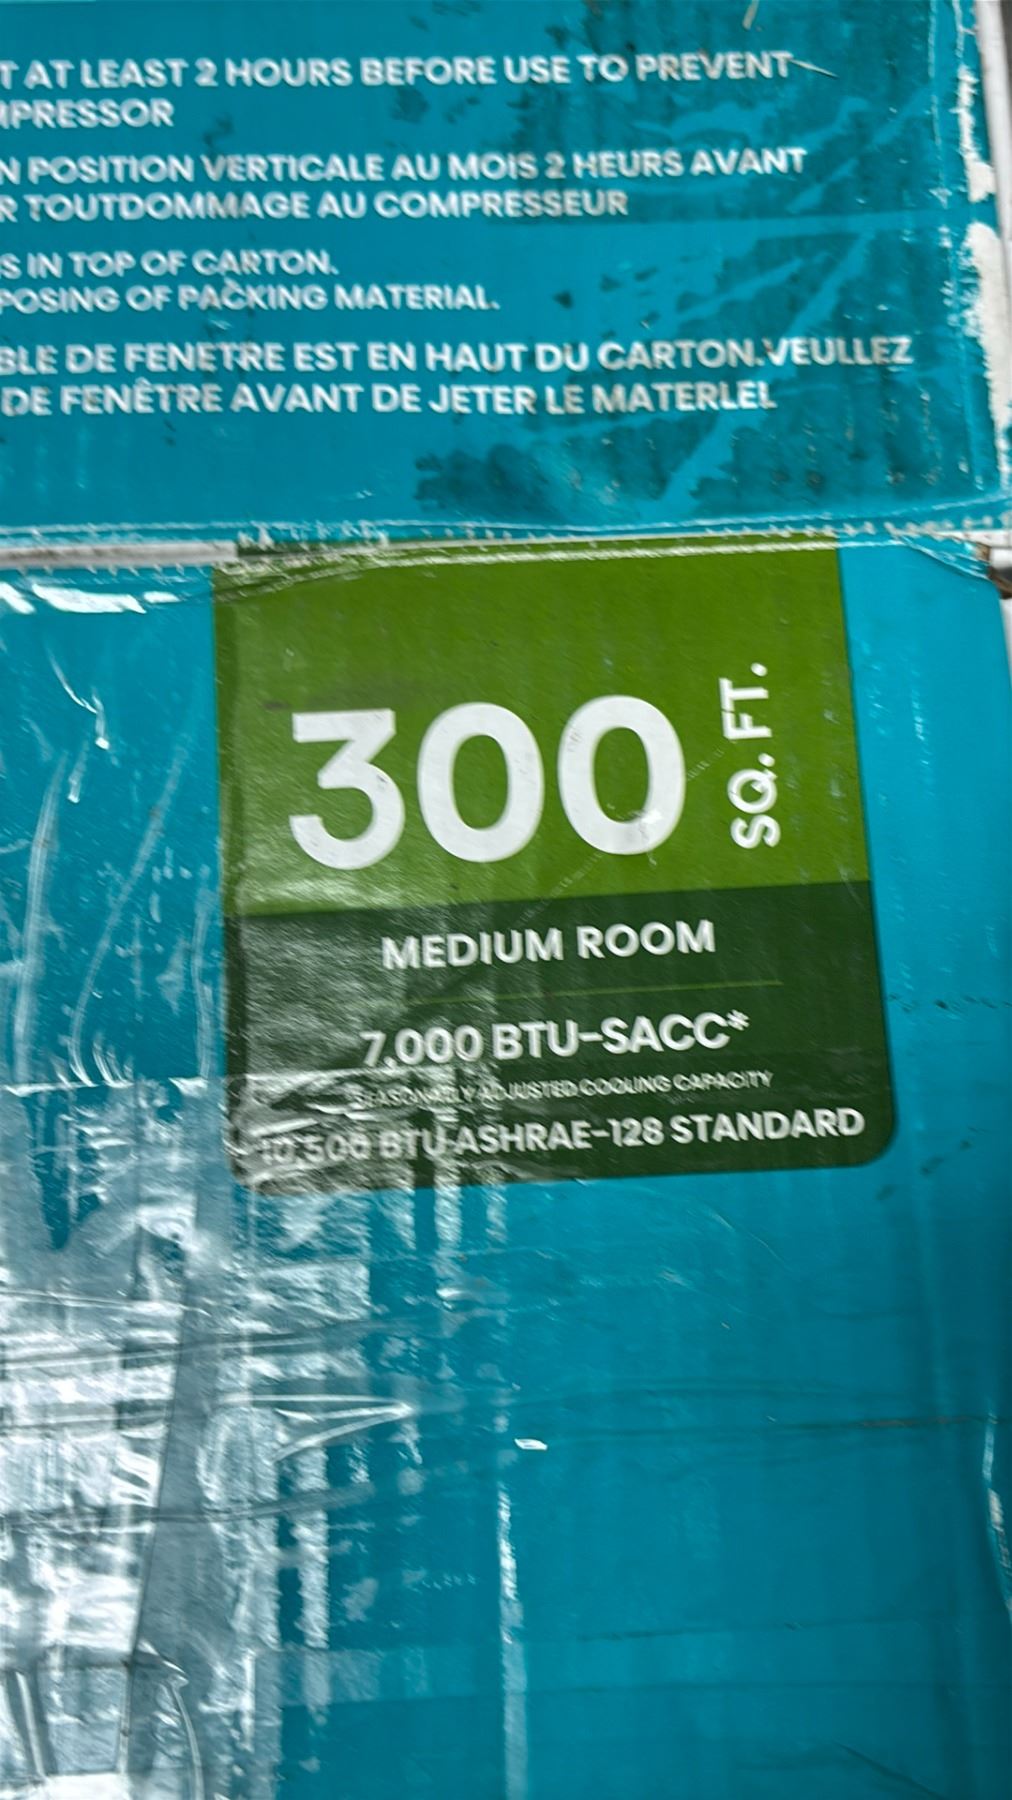 T AT LEAST 2 HOURS BEFORE USE TO PREVENT
MPRESSOR
N POSITION VERTICALE AU MOIS 2 HEURS AVANT
R TOUTDOMMAGE AU COMPRESSEUR
S IN TOP OF CARTON.
POSING OF PACKING MATERIAL.
BLE DE FENETRE EST EN HAUT DU CARTON. VEULLEZ
DE FENÊTRE AVANT DE JETER LE MATERLEL
300 SQ. FT.
MEDIUM ROOM
7,000 BTU-SACC*
SEASONALLY ADJUSTED COOLING CAPACITY
10,500 BTU-ASHRAE-128 STANDARD